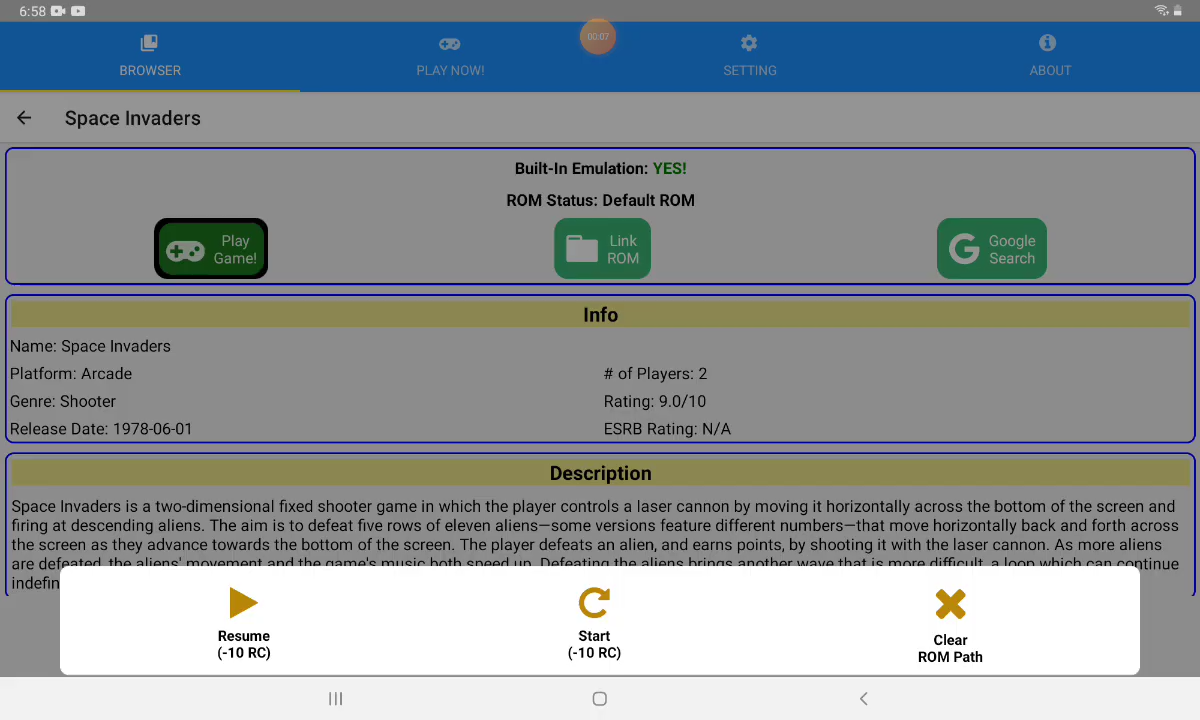 6:58
00:07
BROWSER
PLAY NOW!
SETTING
ABOUT
Space Invaders
Built-In Emulation: YES!
ROM Status: Default ROM
Play
Game!
Link
ROM
Google
Search
Info
Name: Space Invaders
Platform: Arcade
# of Players: 2
Genre: Shooter
Rating: 9.0/10
Release Date: 1978-06-01
ESRB Rating: N/A
Description
Space Invaders is a two-dimensional fixed shooter game in which the player controls a laser cannon by moving it horizontally across the bottom of the screen and
firing at descending aliens. The aim is to defeat five rows of eleven aliens—some versions feature different numbers—that move horizontally back and forth across
the screen as they advance towards the bottom of the screen. The player defeats an alien, and earns points, by shooting it with the laser cannon. As more aliens
are defeated, the aliens' movement and the game's music both speed up. Defeating the aliens brings another wave that is more difficult, a loop which can continue
indefin
Resume
(-10 RC)
Start
(-10 RC)
Clear
ROM Path